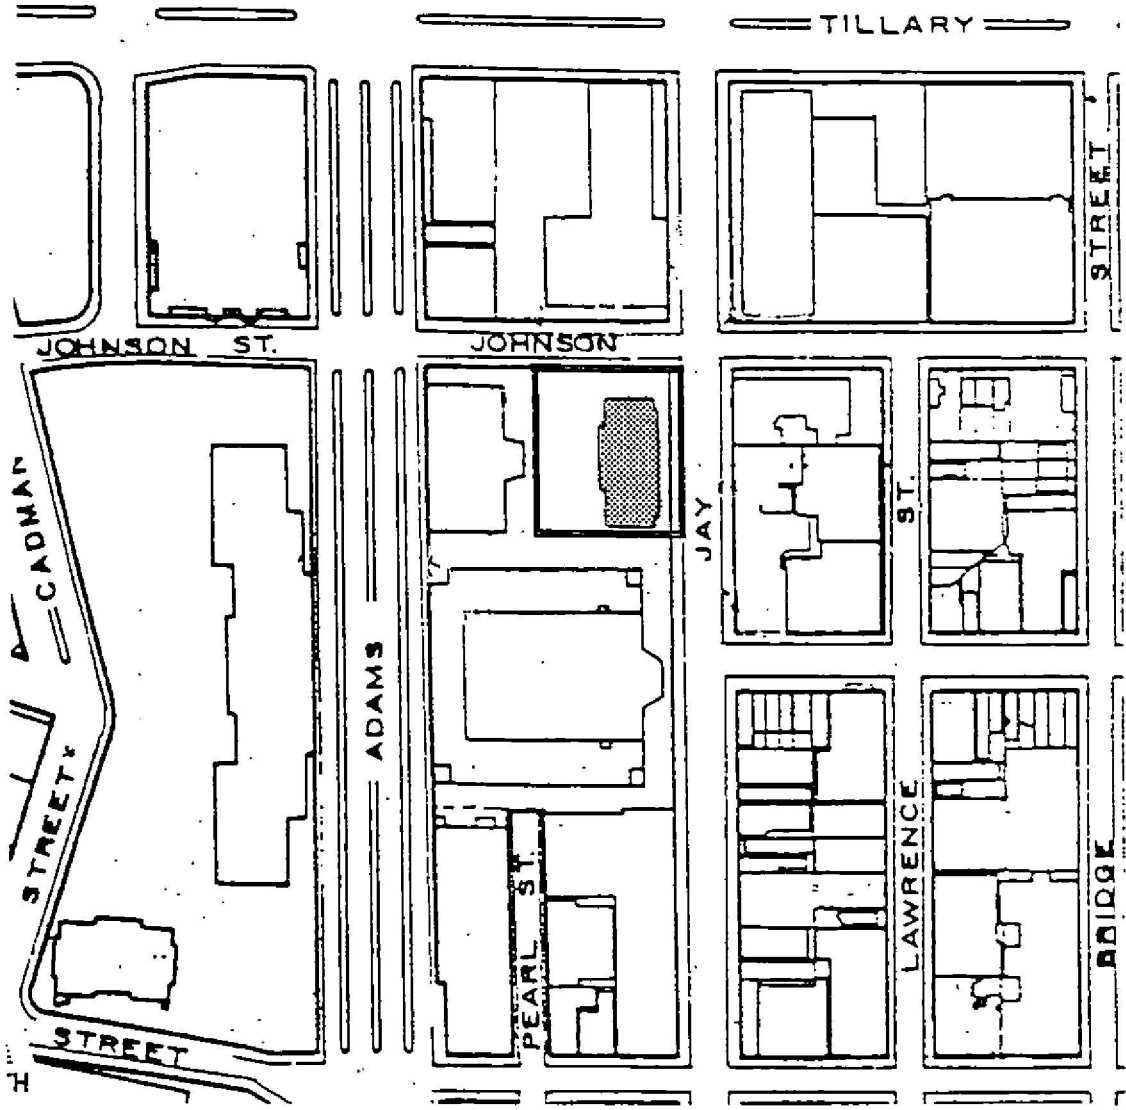 TILLARY
STREET
JOHNSON ST.
JOHNSON
CADMAN
JAY
ST.
ADAMS
STREET
LAWRENCE
BRIDGE
PEARL ST.
STREET
H